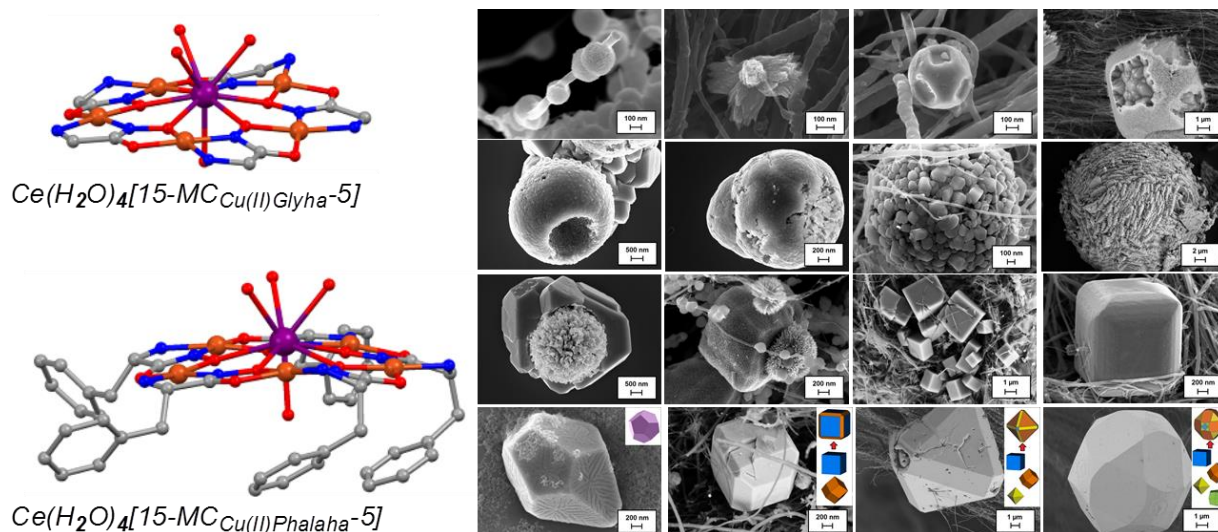 Ce(H2O)4[15-MCCu(II)Glyha-5]
Ce(H2O)4[15-MCCu(II)Phalaha-5]
100 nm
100 nm
100 nm
1 μm
500 nm
200 nm
100 nm
2 μm
500 nm
200 nm
1 μm
200 nm
200 nm
200 nm
1 μm
1 μm